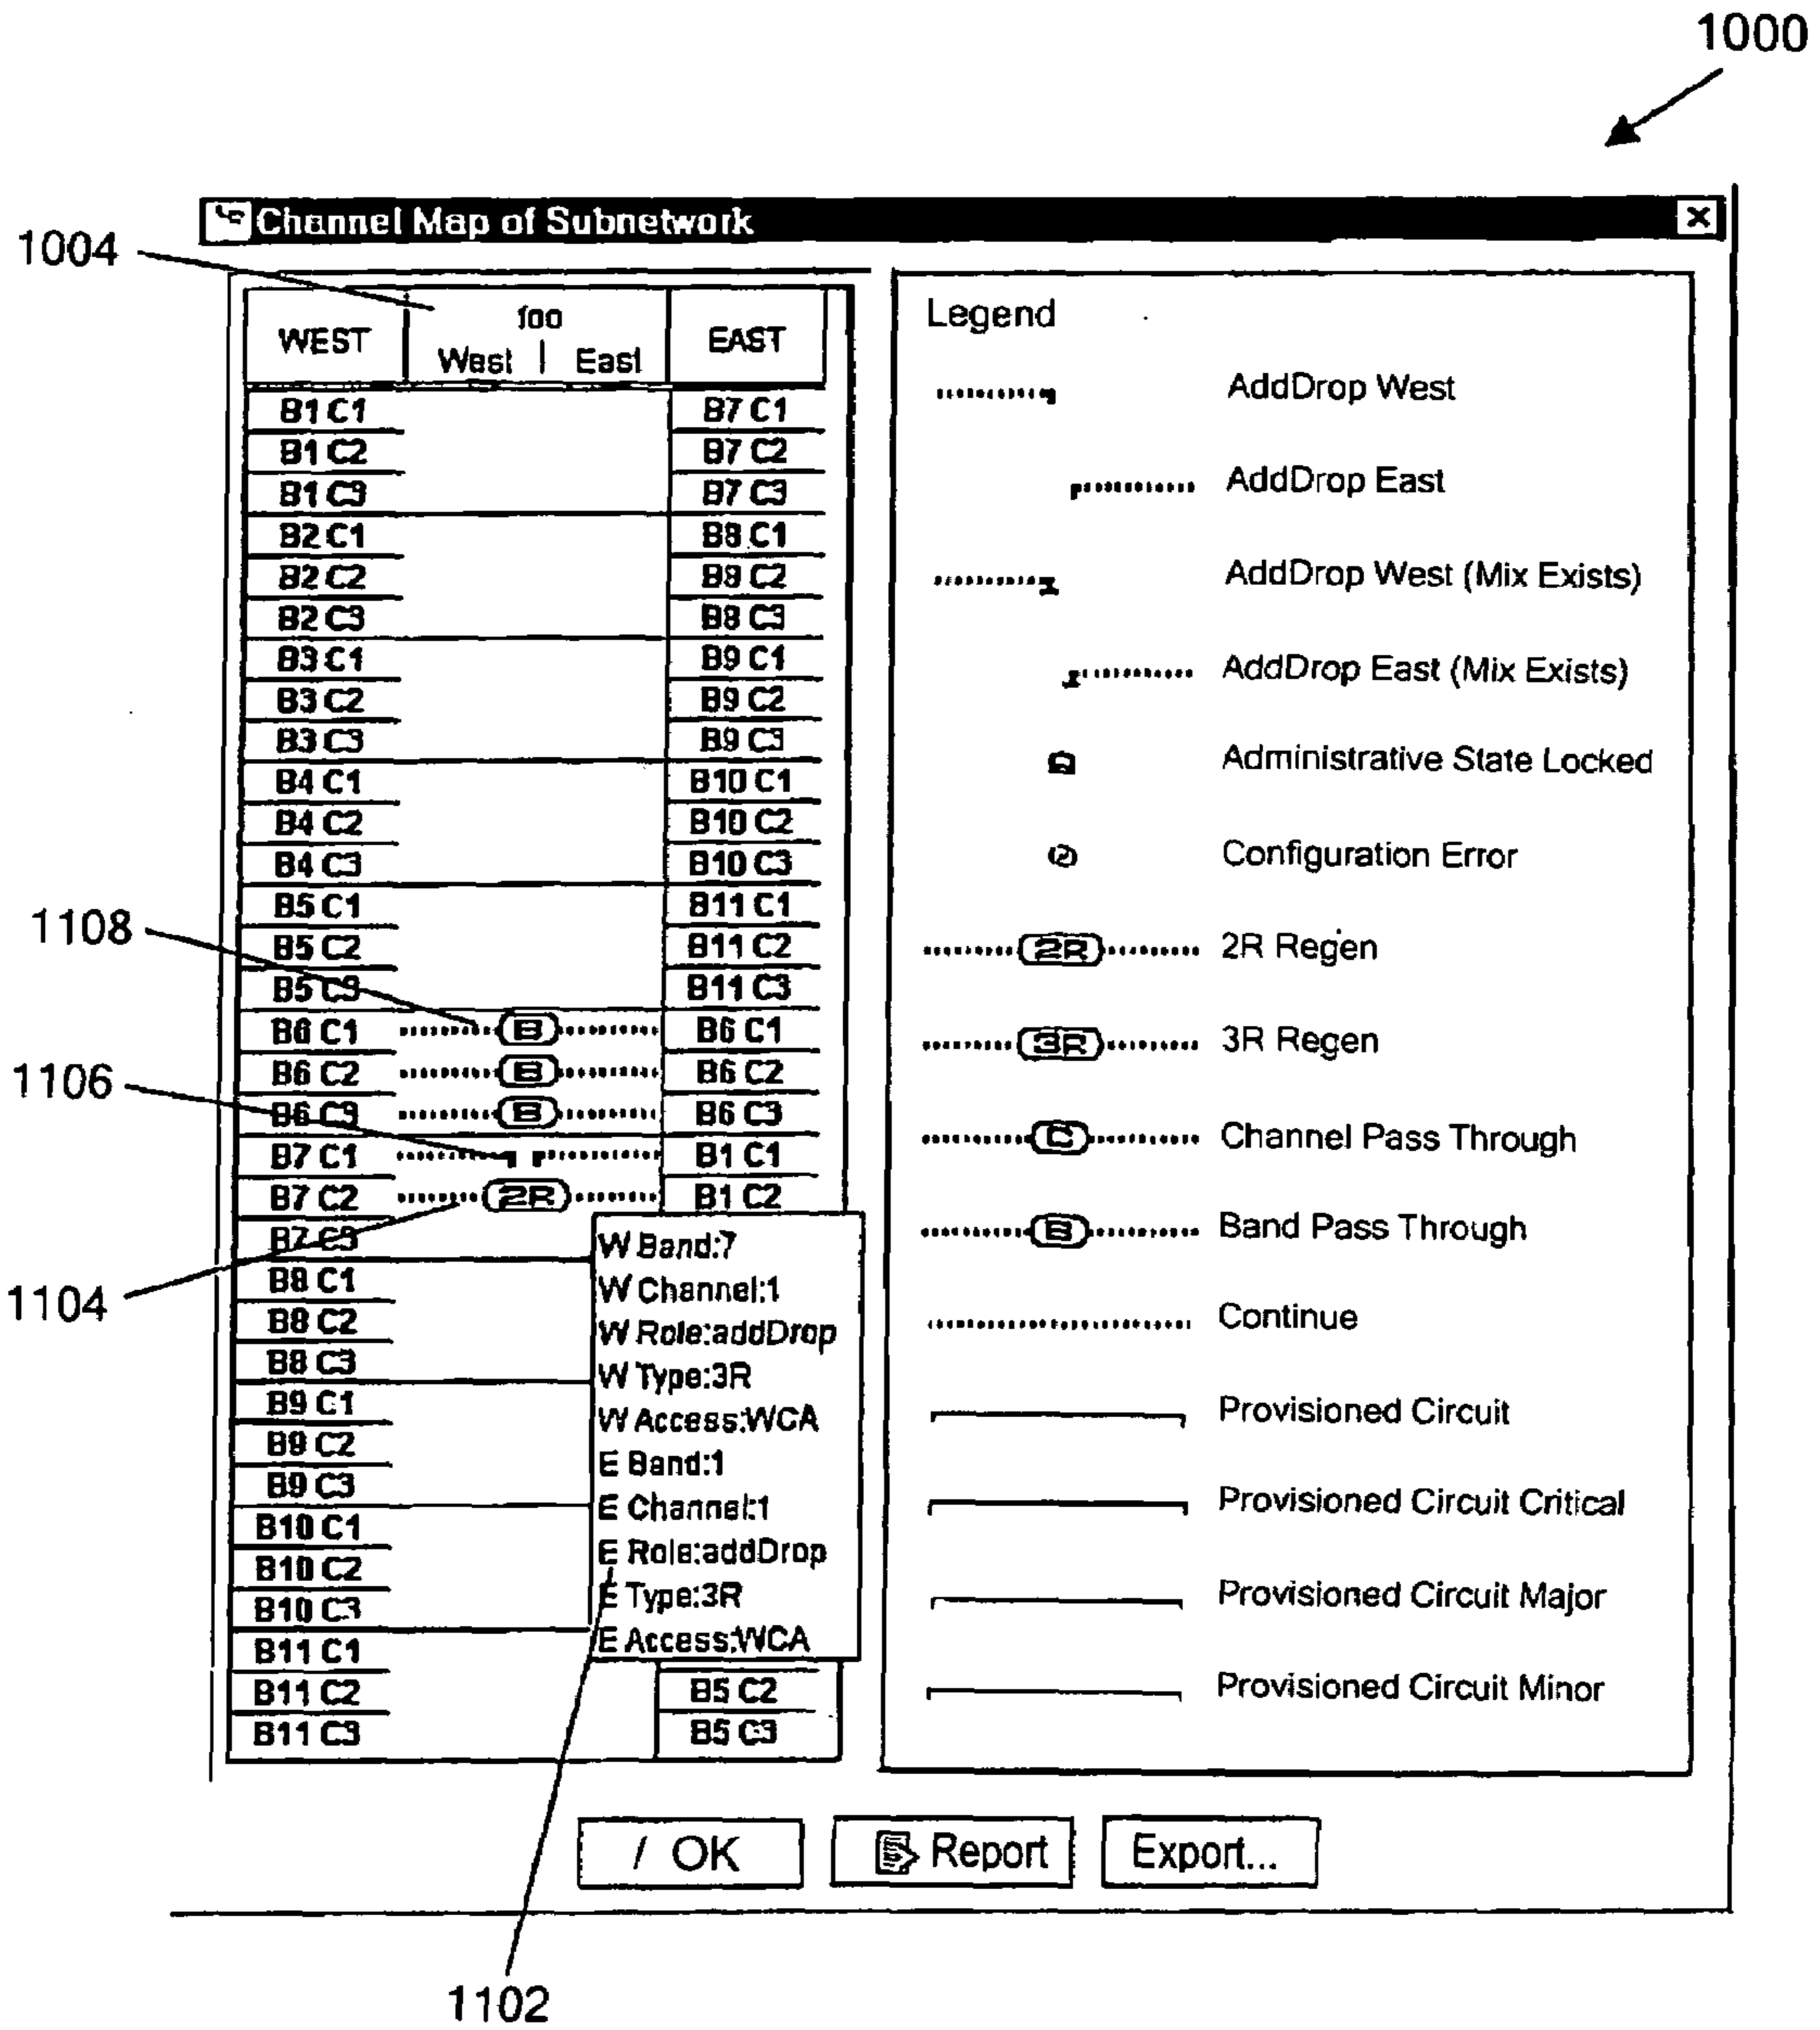 1000
Channel Map of Subnetwork
1004
WEST
foo
West | East
EAST
B1 C1 B7 C1
B1 C2 B7 C2
B1 C3 B7 C3
B2 C1 B8 C1
B2 C2 B8 C2
B2 C3 B8 C3
B3 C1 B9 C1
B3 C2 B9 C2
B3 C3 B9 C3
B4 C1 B10 C1
B4 C2 B10 C2
B4 C3 B10 C3
B5 C1 B11 C1
1108
B5 C2 B11 C2
B5 C3 B11 C3
B6 C1 B B6 C1
1106
B6 C2 B B6 C2
B6 C3 B B6 C3
B7 C1 B1 C1
B7 C2 2R B1 C2
B7 C3
1104
B8 C1
B8 C2
B8 C3
B9 C1
B9 C2
B9 C3
B10 C1
B10 C2
B10 C3
B11 C1
B11 C2 B5 C2
B11 C3 B5 C3
W Band:7
W Channel:1
W Role:addDrop
W Type:3R
W Access:WCA
E Band:1
E Channel:1
E Role:addDrop
E Type:3R
E Access:WCA
1102
Legend
AddDrop West
AddDrop East
AddDrop West (Mix Exists)
AddDrop East (Mix Exists)
Administrative State Locked
Configuration Error
2R 2R Regen
3R 3R Regen
C Channel Pass Through
B Band Pass Through
Continue
Provisioned Circuit
Provisioned Circuit Critical
Provisioned Circuit Major
Provisioned Circuit Minor
/ OK
Report
Export...